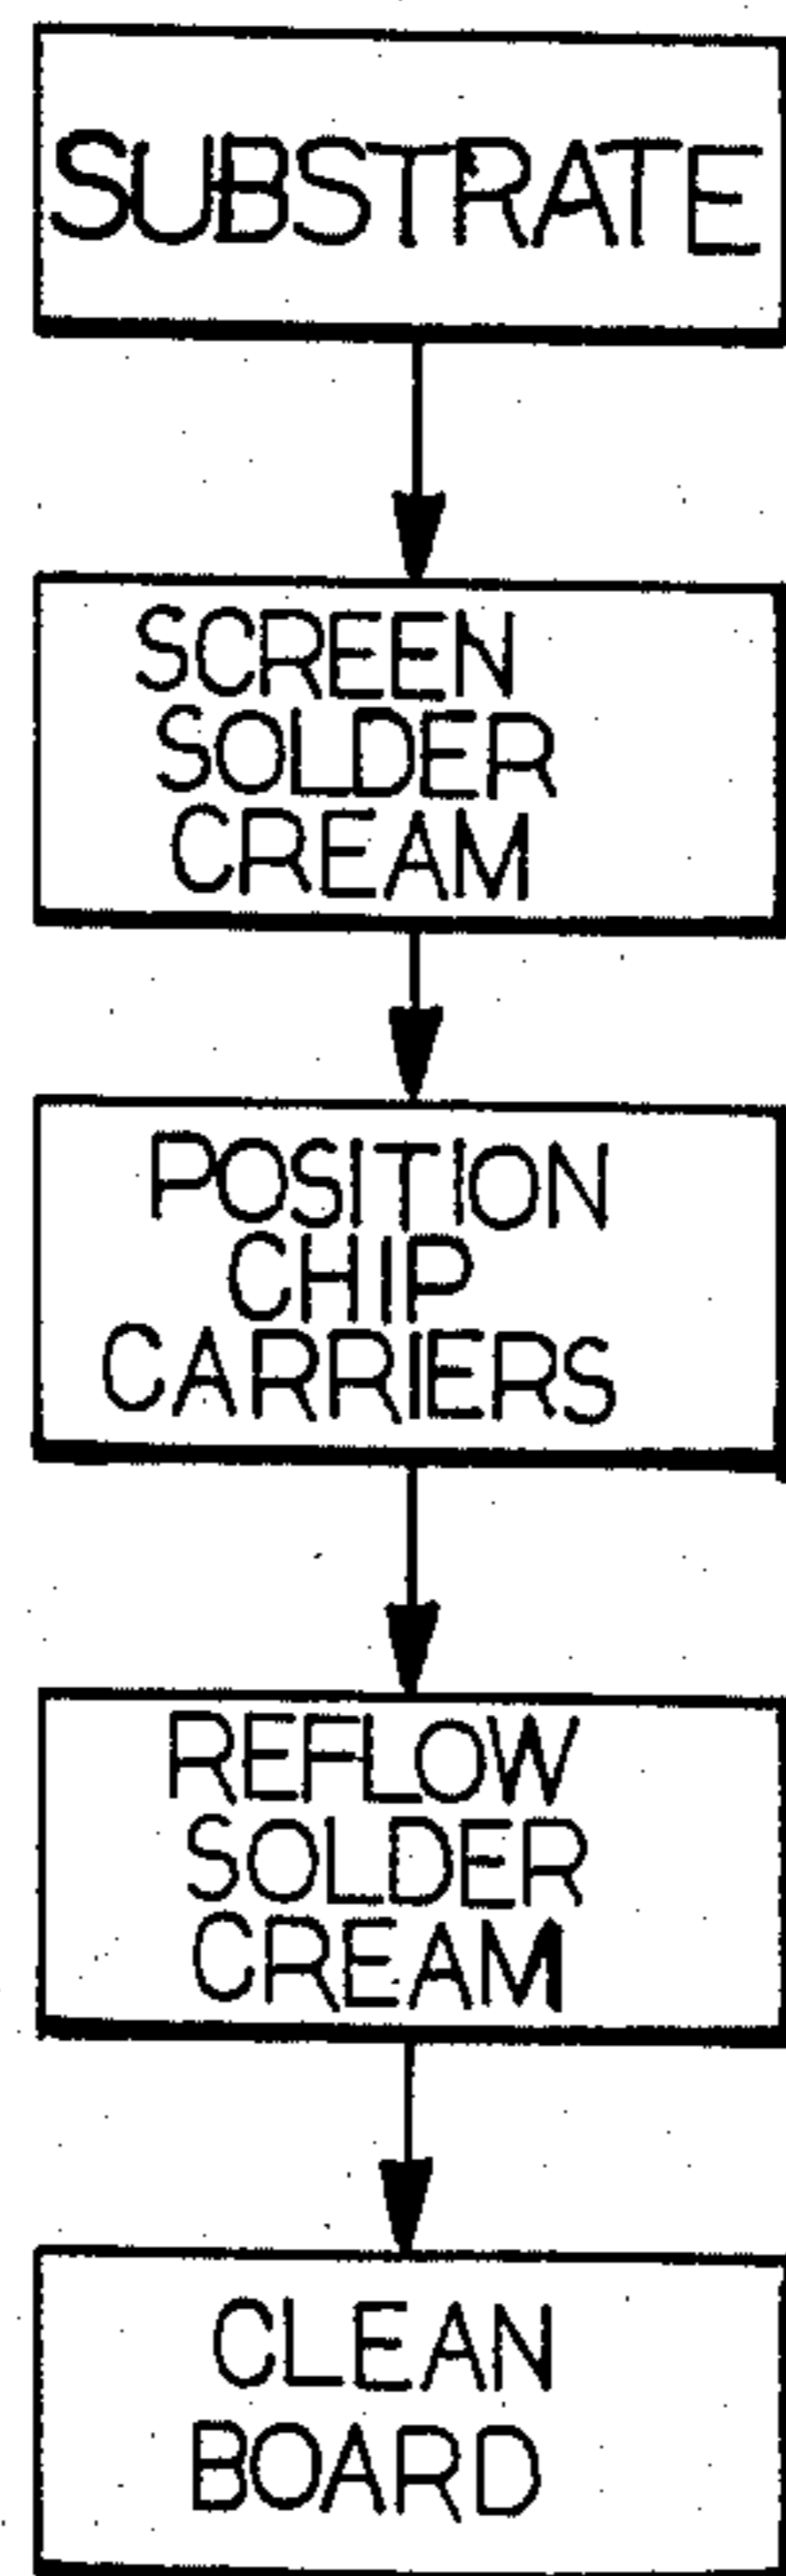 SUBSTRATE
SCREEN
SOLDER
CREAM
POSITION
CHIP
CARRIERS
REFLOW
SOLDER
CREAM
CLEAN
BOARD